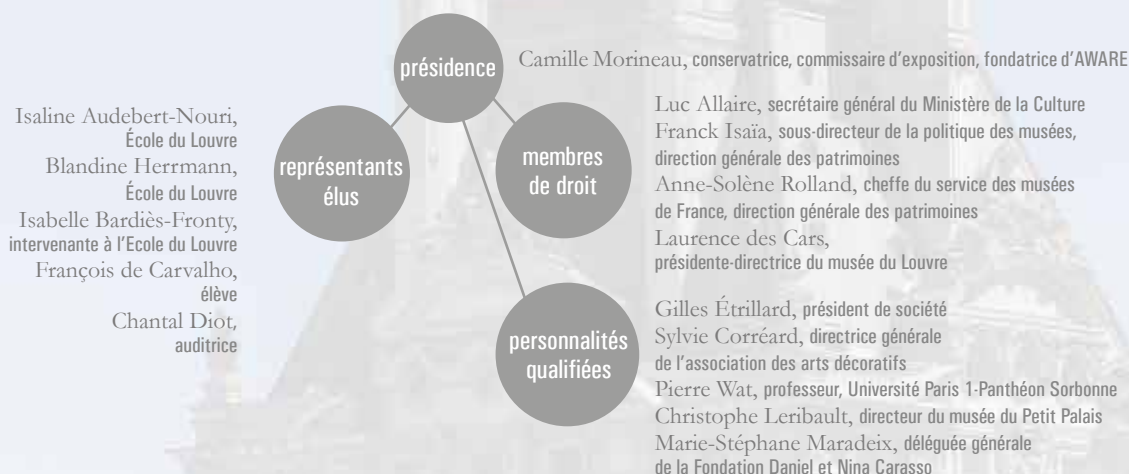 présidence
Camille Morineau, conservatrice, commissaire d'exposition, fondatrice d'AWARE
représentants
élus
Isaline Audebert-Nouri,
École du Louvre
Blandine Herrmann,
École du Louvre
Isabelle Bardiès-Fronty,
intervenante à l'Ecole du Louvre
François de Carvalho,
élève
Chantal Diot,
auditrice
membres
de droit
Luc Allaire, secrétaire général du Ministère de la Culture
Franck Isaïa, sous-directeur de la politique des musées,
direction générale des patrimoines
Anne-Solène Rolland, cheffe du service des musées
de France, direction générale des patrimoines
Laurence des Cars,
présidente-directrice du musée du Louvre
personnalités
qualifiées
Gilles Étrillard, président de société
Sylvie Corréard, directrice générale
de l'association des arts décoratifs
Pierre Wat, professeur, Université Paris 1-Panthéon Sorbonne
Christophe Leribault, directeur du musée du Petit Palais
Marie-Stéphane Maradeix, déléguée générale
de la Fondation Daniel et Nina Carasso